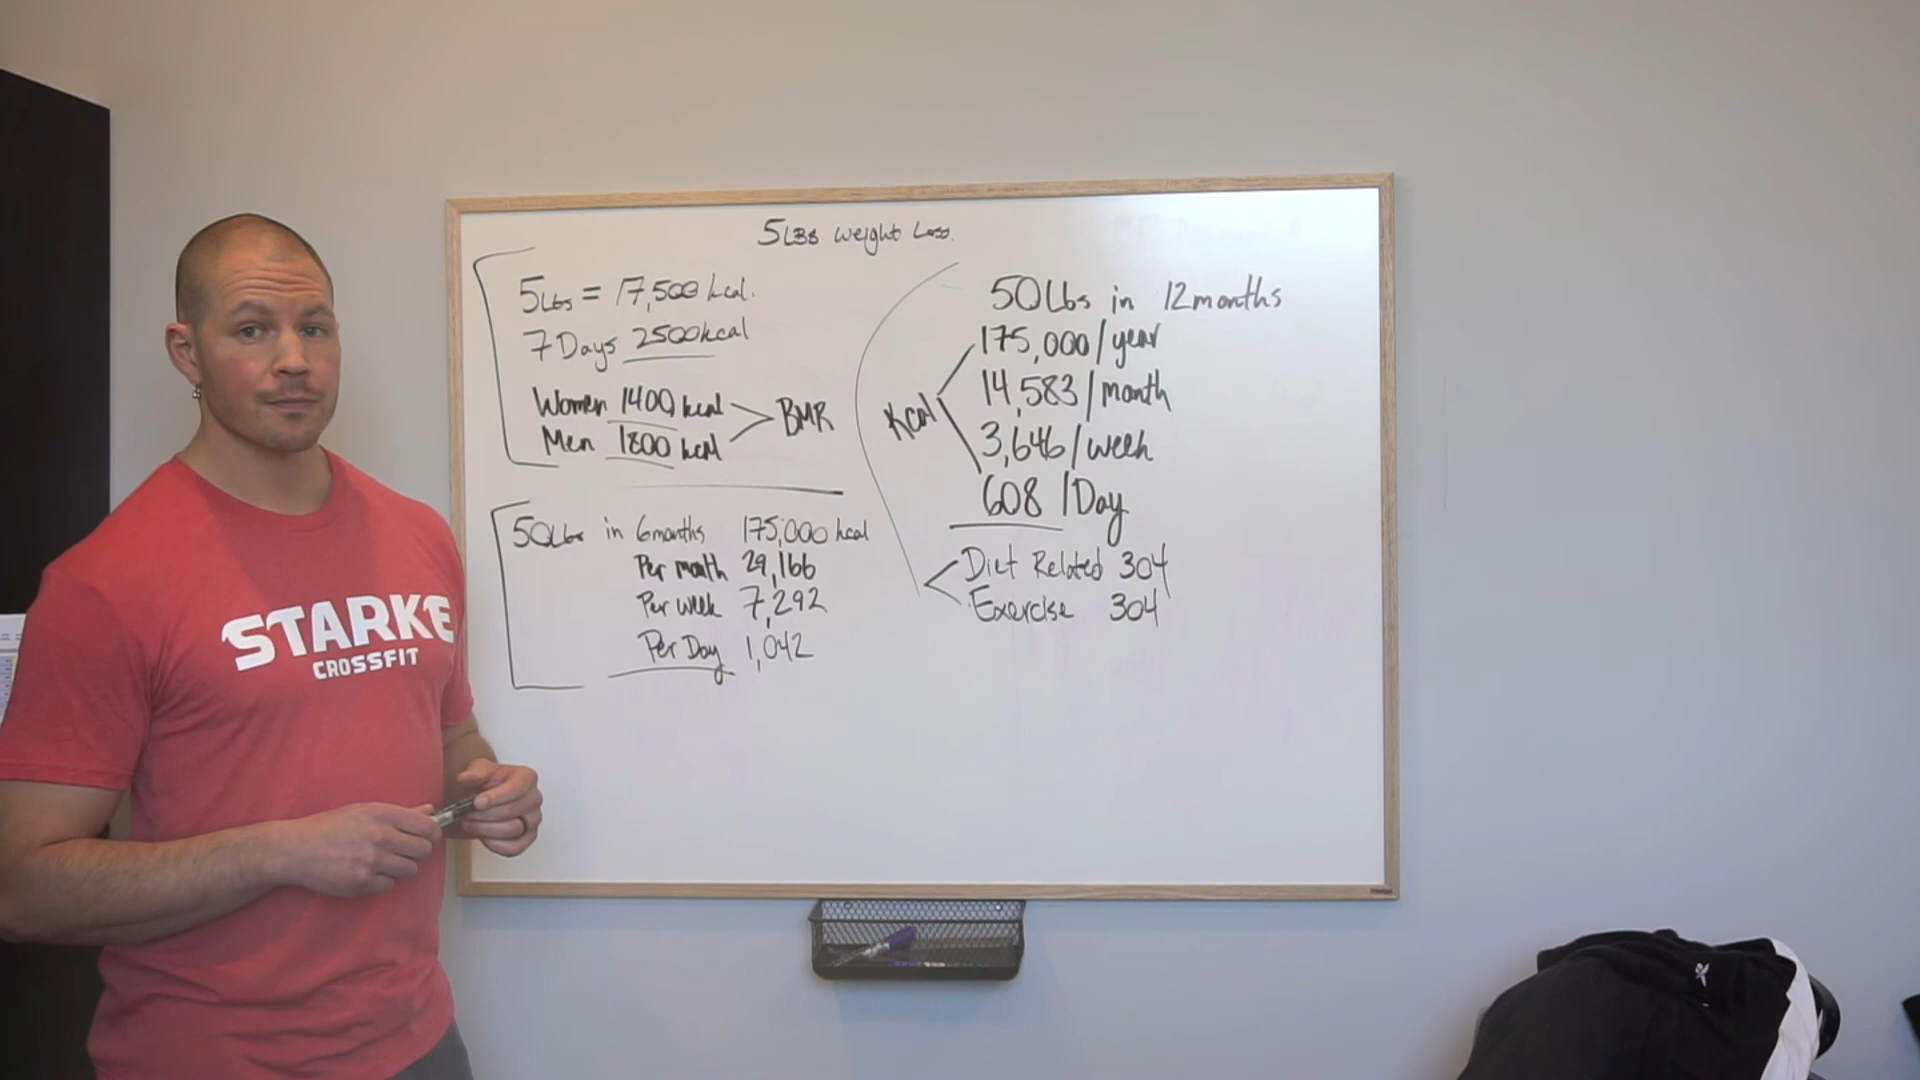 5LBS Weight Loss.
5Lbs = 17,500 kcal.
7 Days 2500kcal
Women 1400 kcal
Men 1800 kcal
BMR
50Lbs in 6months 175,000 kcal
Per month 29,166
Per week 7,292
Per Day 1,042
50Lbs in 12months
Kcal
175,000/year
14,583/month
3,646/week
608/Day
Diet Related 304
Exercise 304
STARKE
CROSSFIT